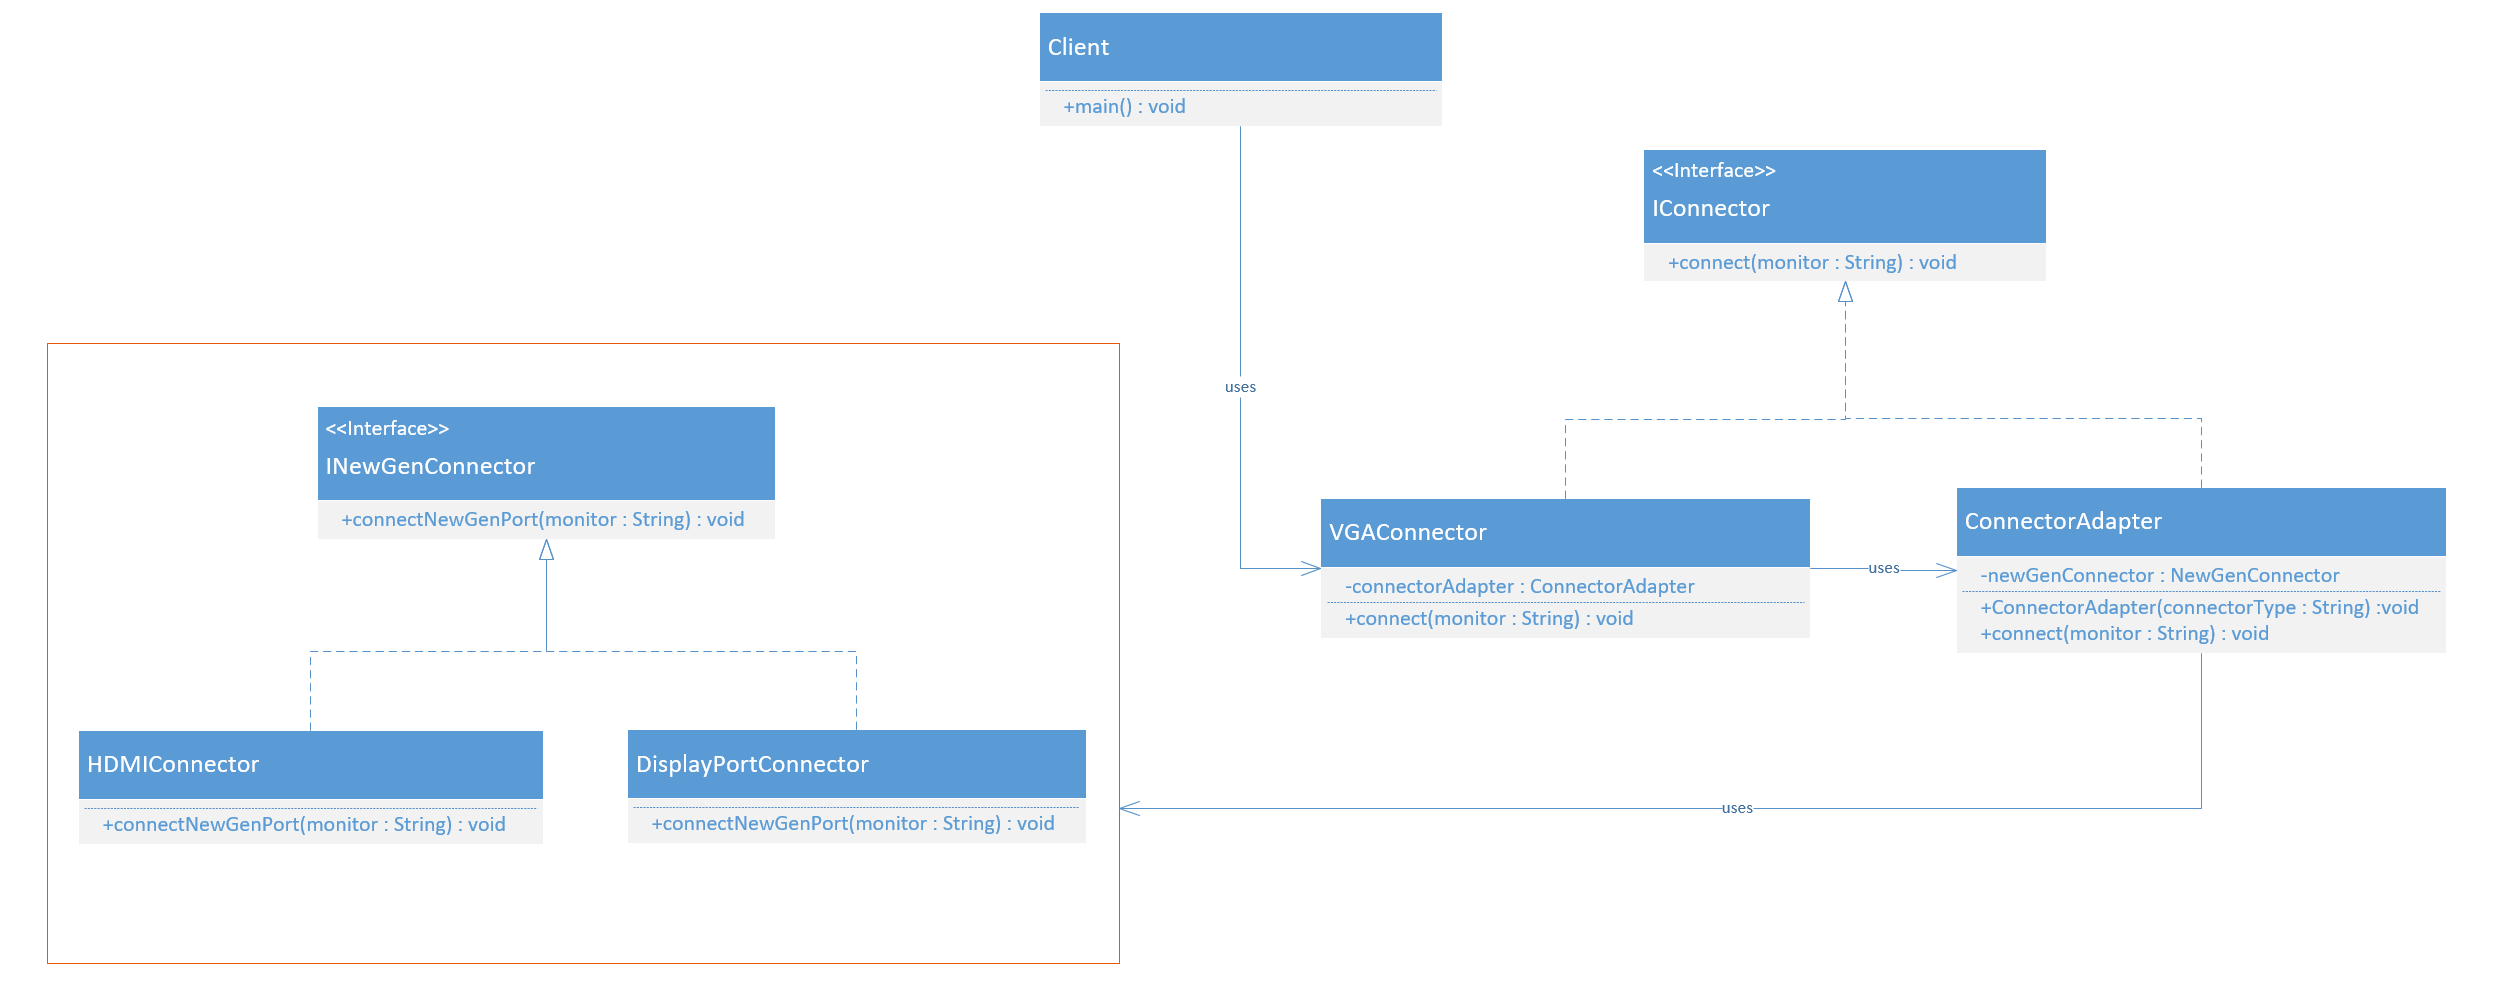 Client
+main() : void
<<Interface>>
IConnector
+connect(monitor : String) : void
uses
<<Interface>>
INewGenConnector
+connectNewGenPort(monitor : String) : void
VGAConnector
-connectorAdapter : ConnectorAdapter
+connect(monitor : String) : void
uses
ConnectorAdapter
-newGenConnector : NewGenConnector
+ConnectorAdapter(connectorType : String) :void
+connect(monitor : String) : void
HDMIConnector
+connectNewGenPort(monitor : String) : void
DisplayPortConnector
+connectNewGenPort(monitor : String) : void
uses